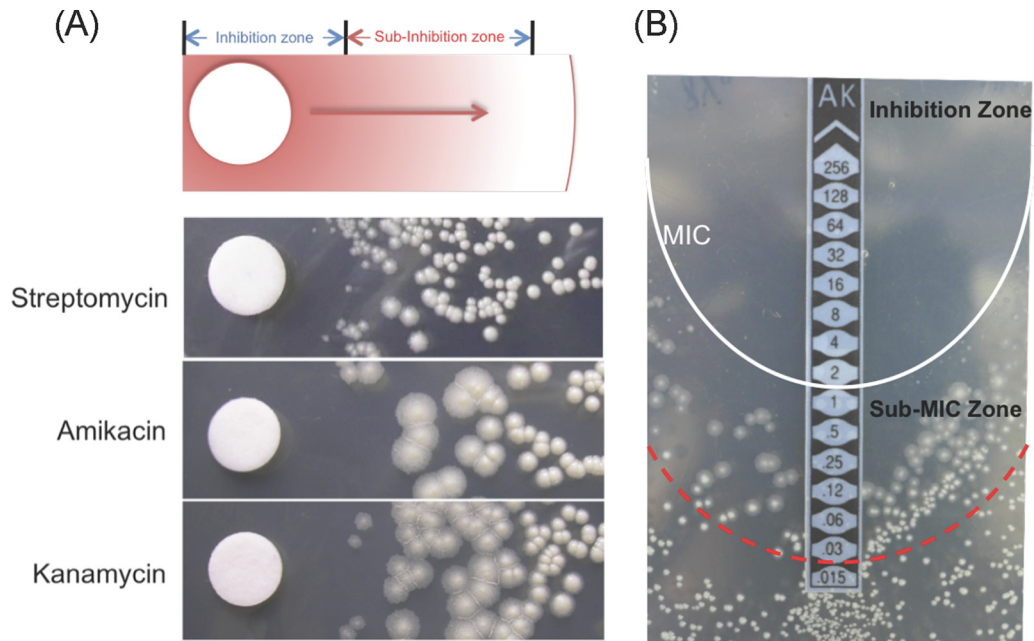 (A)
Inhibition zone
Sub-Inhibition zone
Streptomycin
Amikacin
Kanamycin
(B)
AK
Inhibition Zone
256
128
64
32
16
8
4
2
1
.5
.25
.12
.06
.03
.015
MIC
Sub-MIC Zone